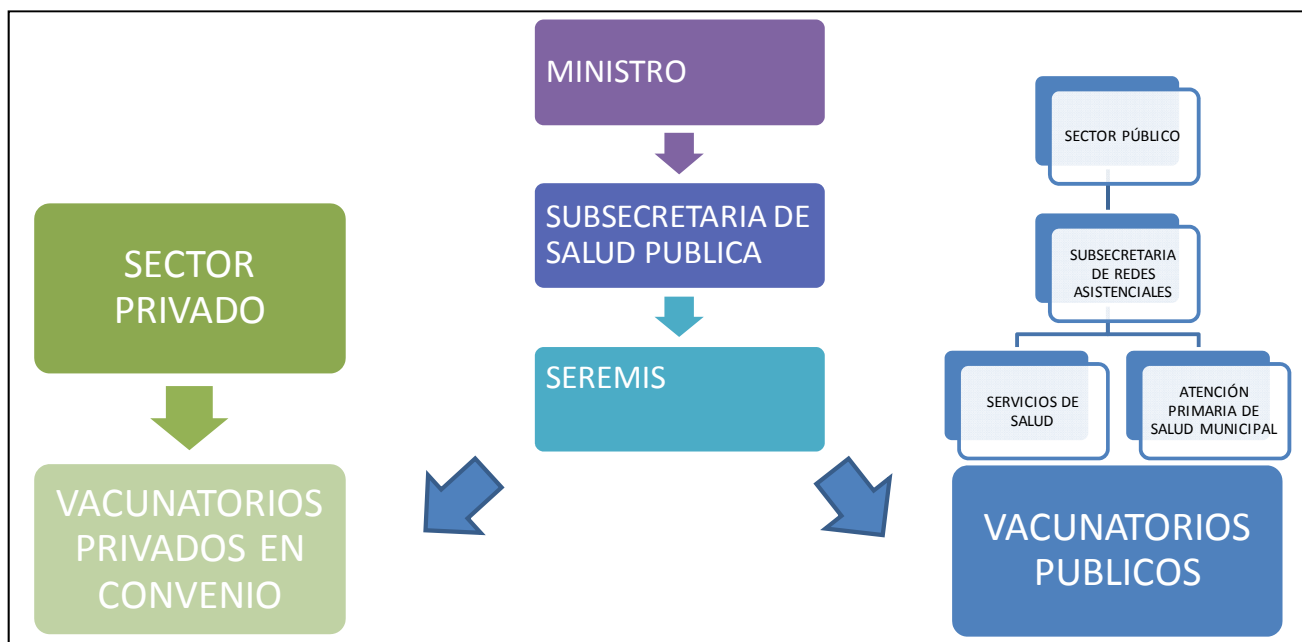 MINISTRO
SUBSECRETARIA DE
SALUD PUBLICA
SEREMIS
SECTOR
PRIVADO
VACUNATORIOS
PRIVADOS EN
CONVENIO
SECTOR PÚBLICO
SUBSECRETARIA
DE REDES
ASISTENCIALES
SERVICIOS DE
SALUD
ATENCIÓN
PRIMARIA DE
SALUD MUNICIPAL
VACUNATORIOS
PUBLICOS